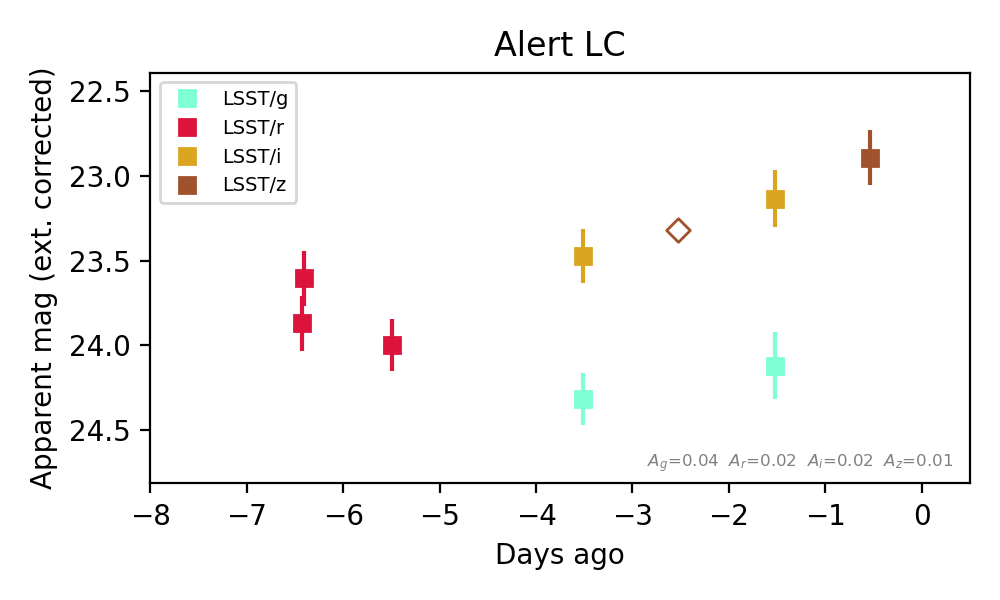 Alert LC
Apparent mag (ext. corrected)
22.5
23.0
23.5
24.0
24.5
LSST/g
LSST/r
LSST/i
LSST/z
A_g=0.04 A_r=0.02 A_i=0.02 A_z=0.01
−8 −7 −6 −5 −4 −3 −2 −1 0
Days ago